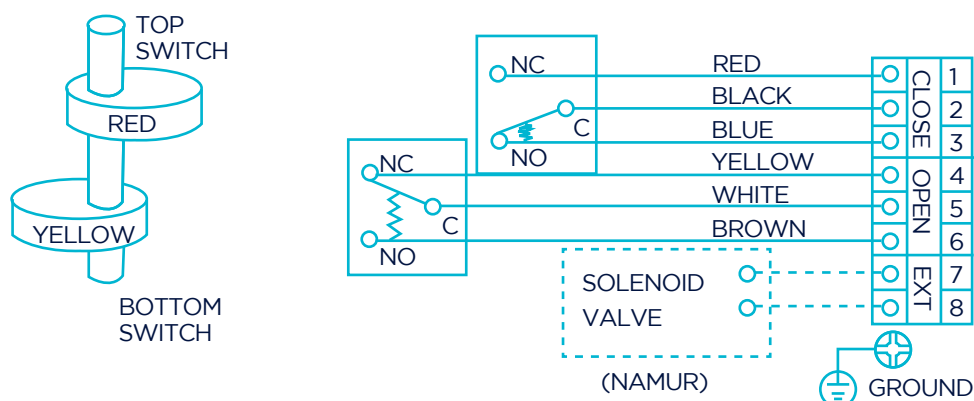 TOP
SWITCH
RED
YELLOW
BOTTOM
SWITCH
NC
C
NO
NC
C
NO
RED
BLACK
BLUE
YELLOW
WHITE
BROWN
SOLENOID
VALVE
(NAMUR)
CLOSE
OPEN
EXT
1
2
3
4
5
6
7
8
GROUND